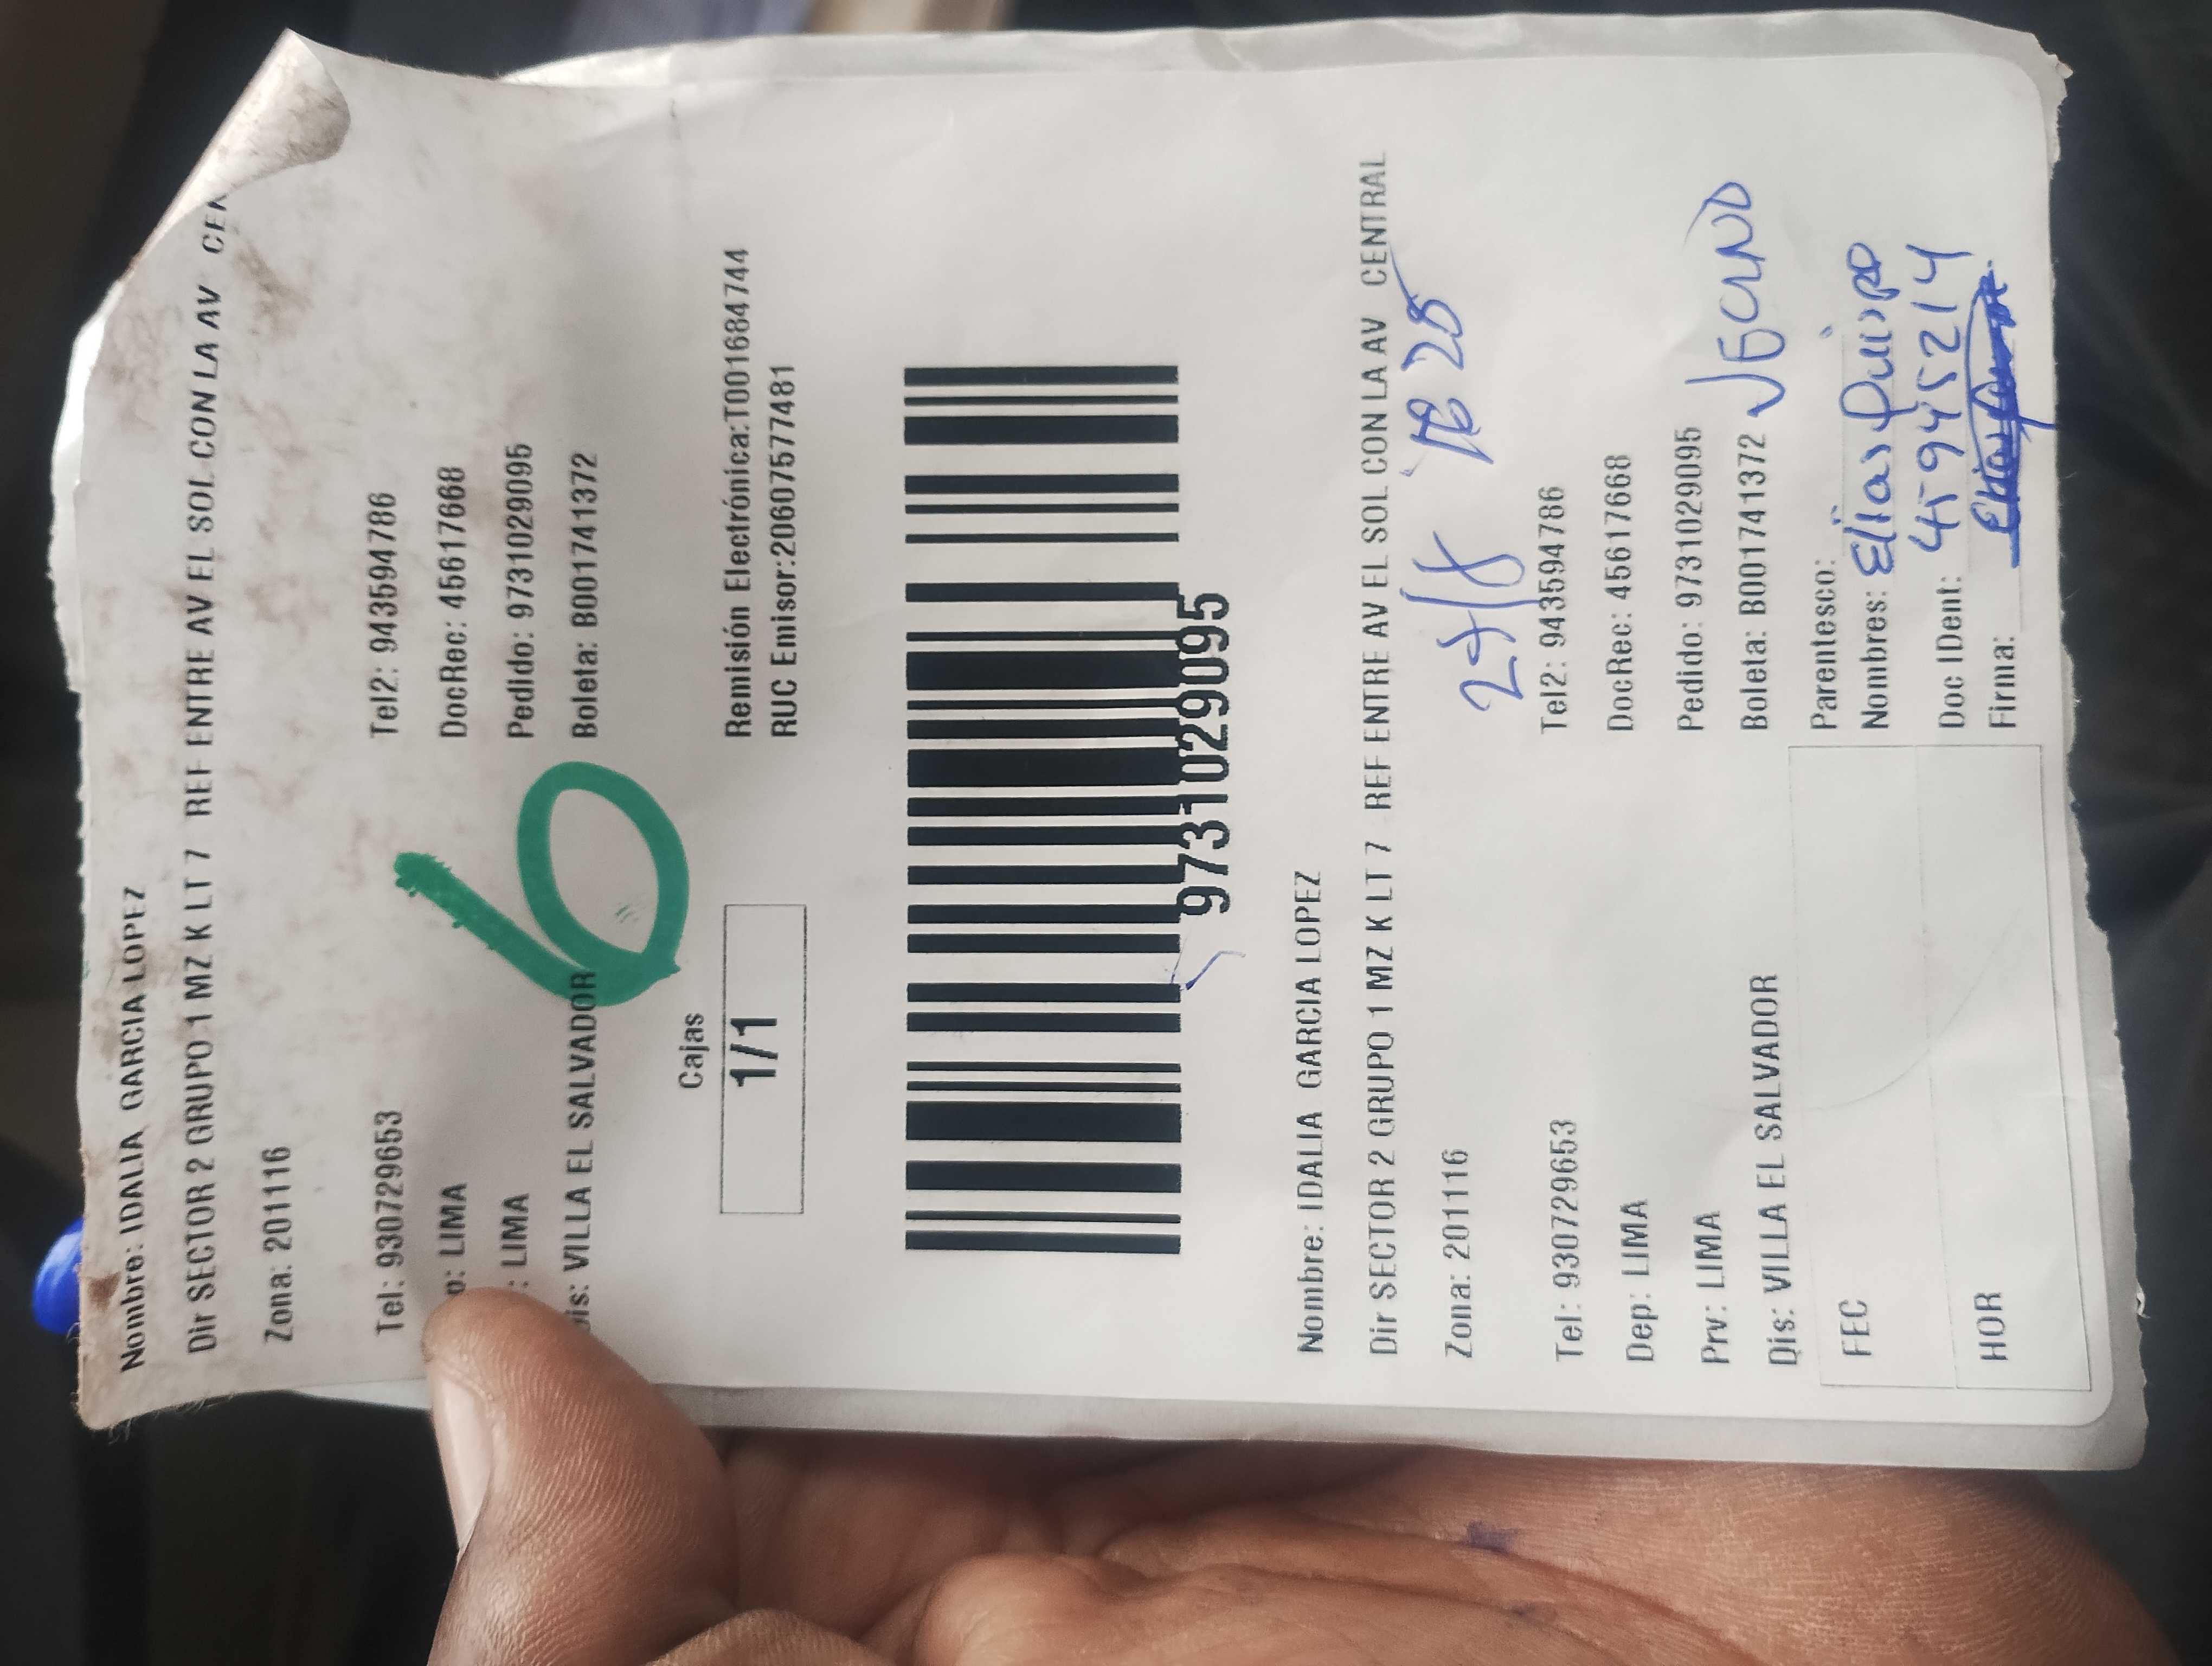 Nombre: IDALIA GARCIA LOPEZ
Dir SECTOR 2 GRUPO 1 MZ K LT 7 REF ENTRE AV EL SOL CON LA AV
Zona: 201116
Tel: 930729653 Tel2: 943594786
p: LIMA DocRec: 45617668
: LIMA Pedido: 9731029095
Dis: VILLA EL SALVADOR Boleta: B001741372
6
Cajas
1/1
Remisión Electrónica:T001684744
RUC Emisor:20607577481
9731029095
Nombre: IDALIA GARCIA LOPEZ
Dir SECTOR 2 GRUPO 1 MZ K LT 7 REF ENTRE AV EL SOL CON LA AV CENTRAL
Zona: 201116
Tel: 930729653 Tel2: 943594786
Dep: LIMA DocRec: 45617668
Prv: LIMA Pedido: 9731029095
Dis: VILLA EL SALVADOR Boleta: B001741372
FEC Parentesco:
Nombres: Elias
HOR Doc IDent: 45945214
Firma: